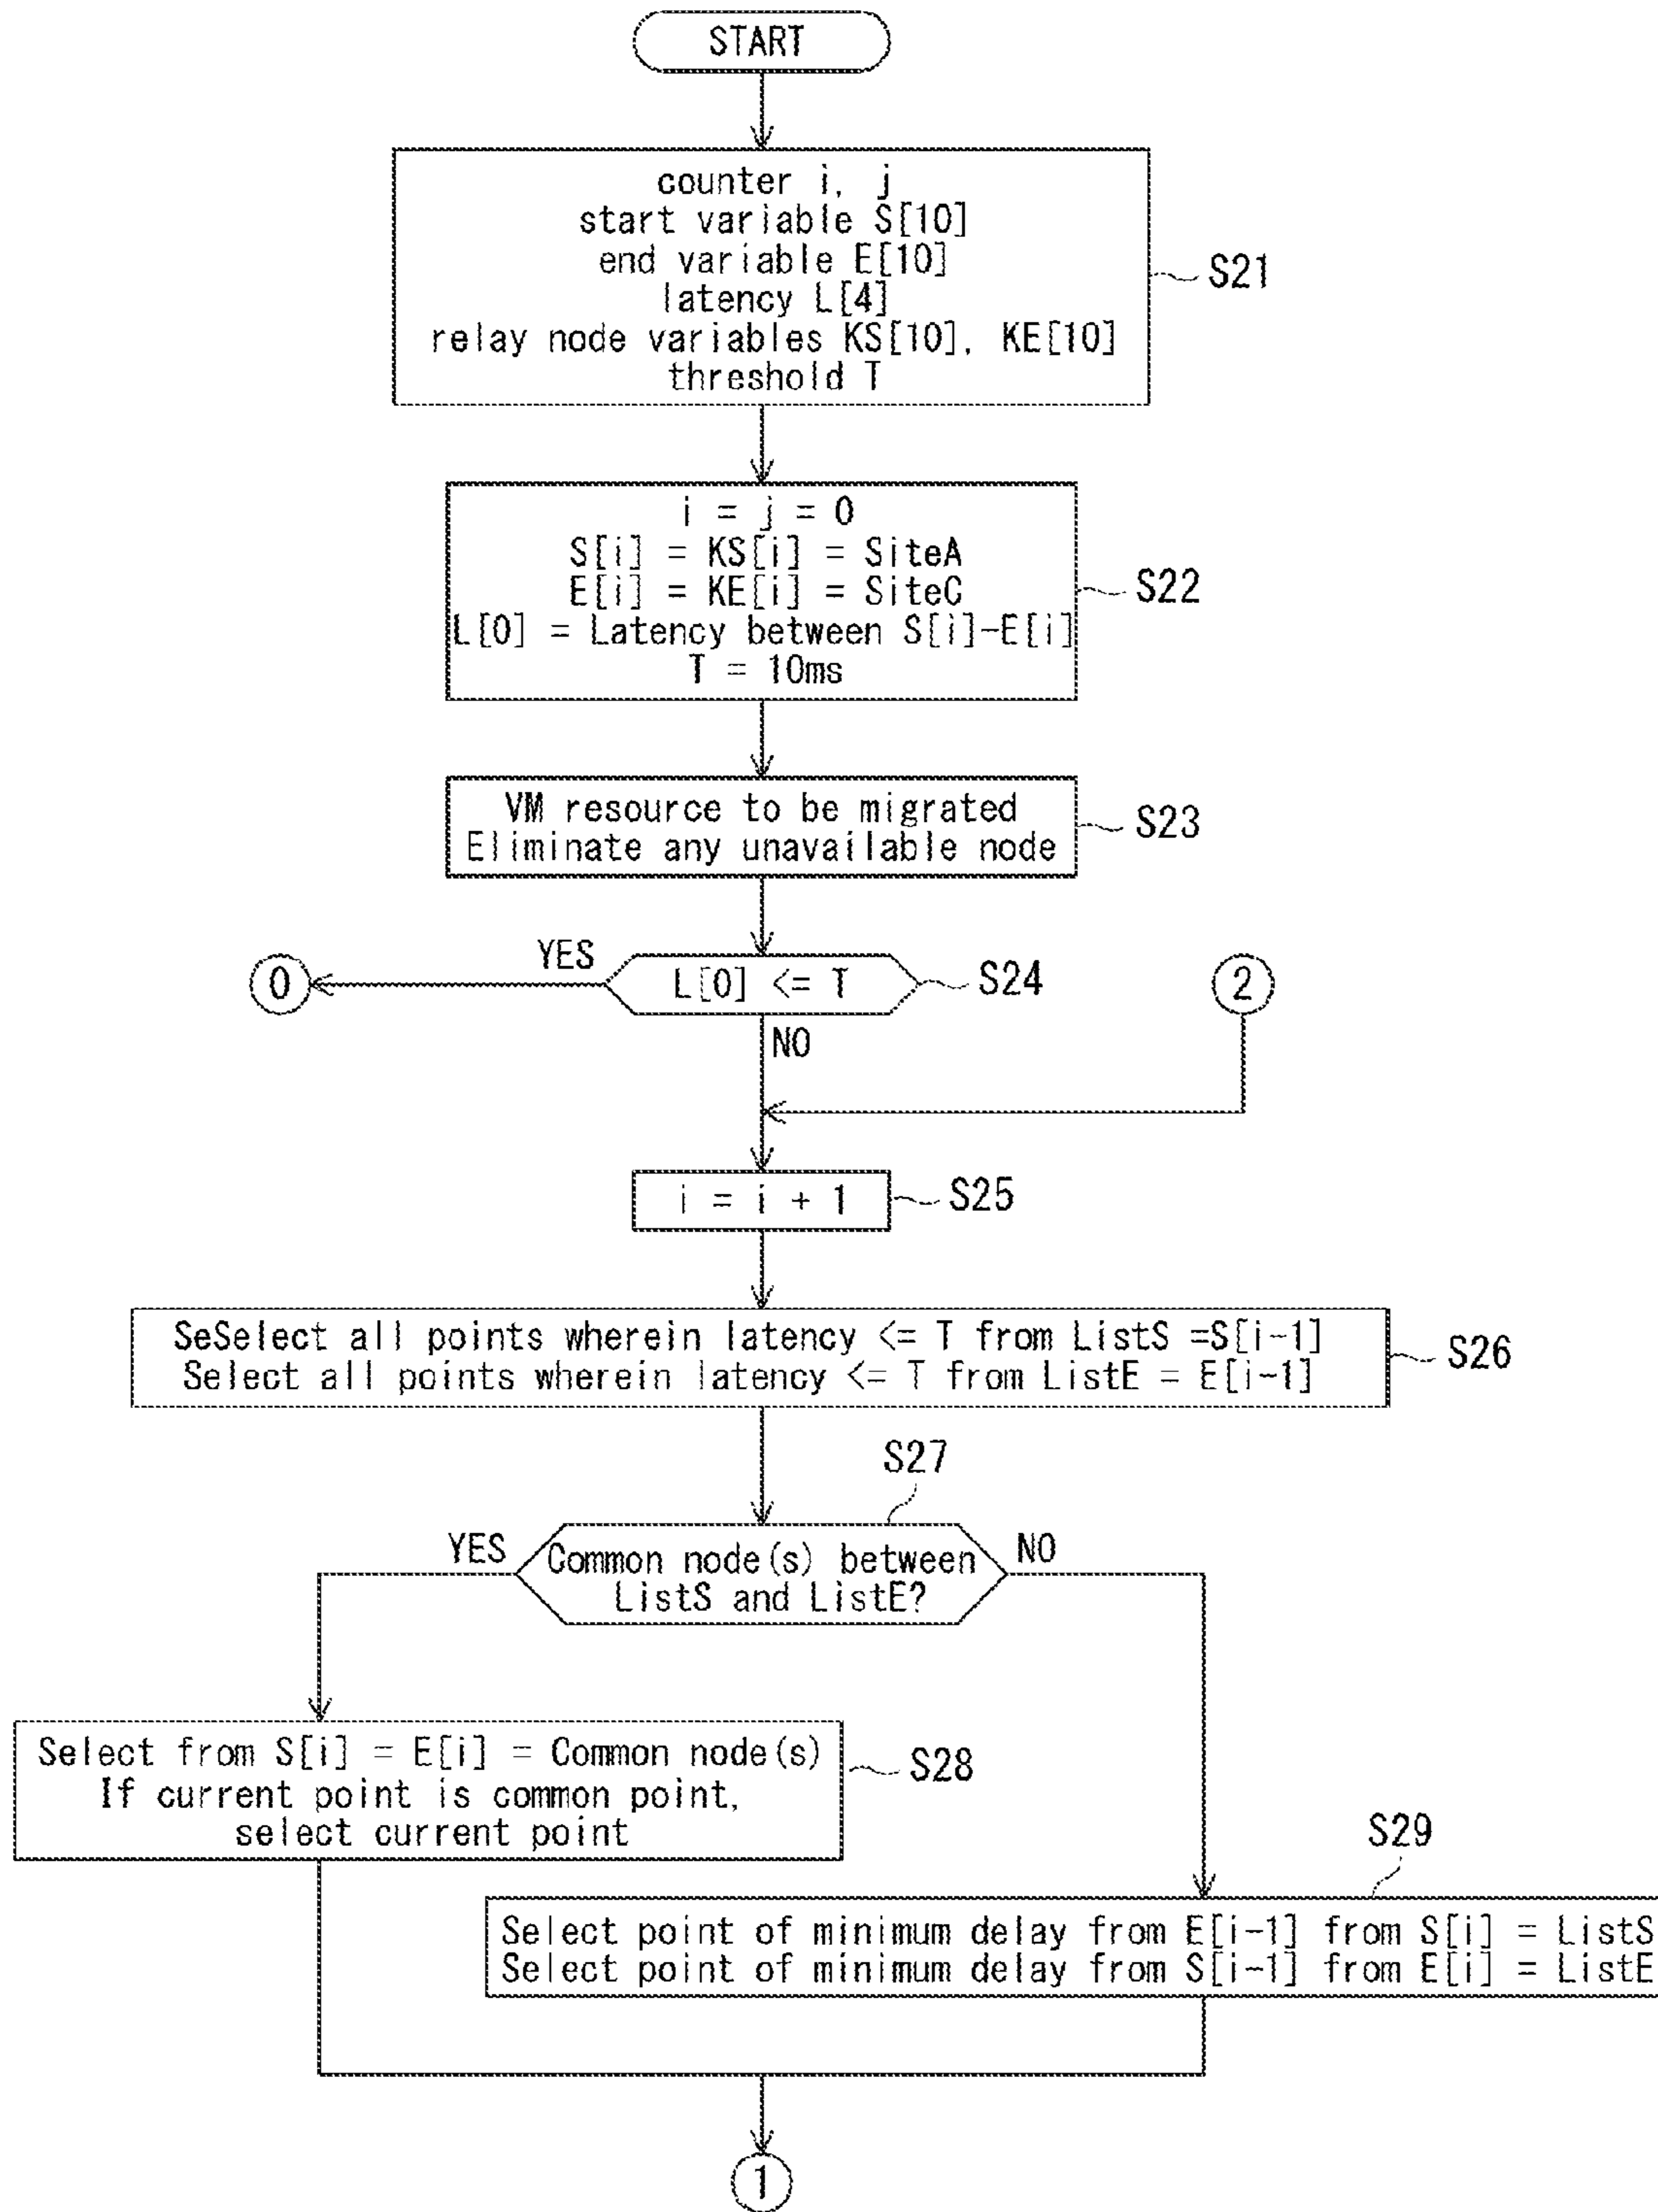 START
counter i, j
start variable S[10]
end variable E[10]
latency L[4]
relay node variables KS[10], KE[10]
threshold T
S21
i = j = 0
S[i] = KS[i] = SiteA
E[i] = KE[i] = SiteC
L[0] = Latency between S[i]-E[i]
T = 10ms
S22
VM resource to be migrated
Eliminate any unavailable node
S23
0
YES
L[0] <= T
S24
2
NO
i = i + 1
S25
SeSelect all points wherein latency <= T from ListS =S[i-1]
Select all points wherein latency <= T from ListE = E[i-1]
S26
S27
YES
Common node(s) between
ListS and ListE?
NO
Select from S[i] = E[i] = Common node(s)
If current point is common point,
select current point
S28
S29
Select point of minimum delay from E[i-1] from S[i] = ListS
Select point of minimum delay from S[i-1] from E[i] = ListE
1